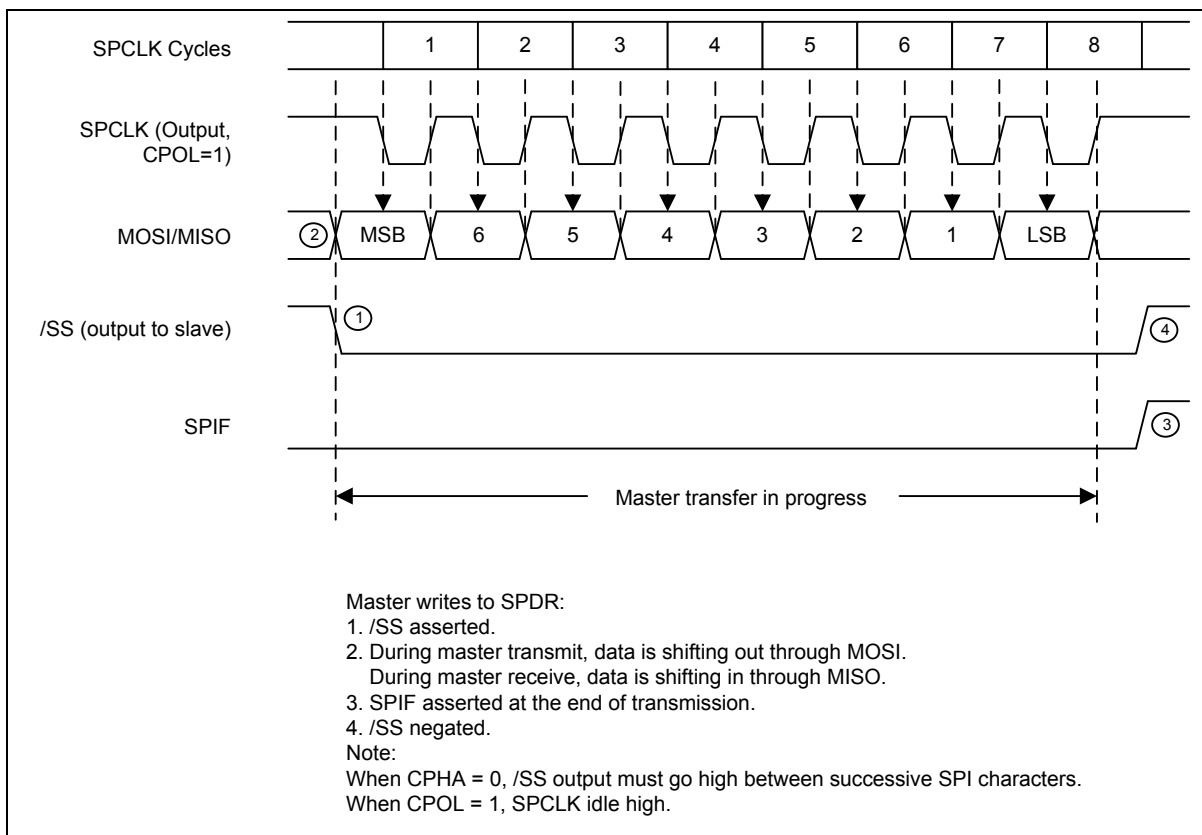 SPCLK Cycles
1 2 3 4 5 6 7 8
SPCLK (Output,
CPOL=1)
MOSI/MISO
2 MSB 6 5 4 3 2 1 LSB
/SS (output to slave)
1
4
SPIF
3
Master transfer in progress
Master writes to SPDR:
1. /SS asserted.
2. During master transmit, data is shifting out through MOSI.
During master receive, data is shifting in through MISO.
3. SPIF asserted at the end of transmission.
4. /SS negated.
Note:
When CPHA = 0, /SS output must go high between successive SPI characters.
When CPOL = 1, SPCLK idle high.